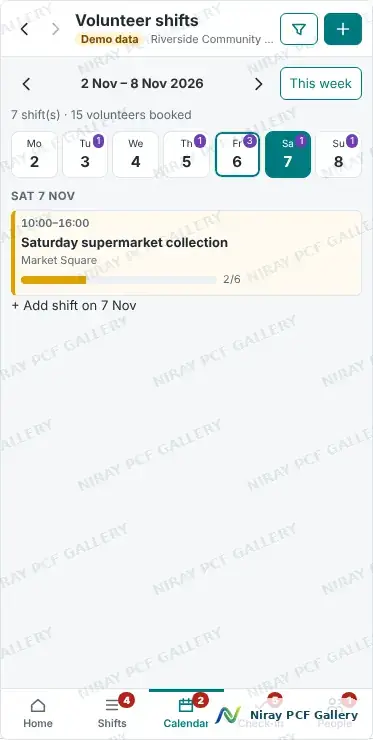 Volunteer shifts
Demo data Riverside Community ...
2 Nov – 8 Nov 2026
This week
7 shift(s) · 15 volunteers booked
Mo Tu 1 We Th 1 Fr 3 Sa 1 Su 1
2 3 4 5 6 7 8
SAT 7 NOV
10:00–16:00
Saturday supermarket collection
Market Square
2/6
+ Add shift on 7 Nov
4 2
Home Shifts Calendar Check-in People
Niray PCF Gallery
NIRAY PCF GALLERY